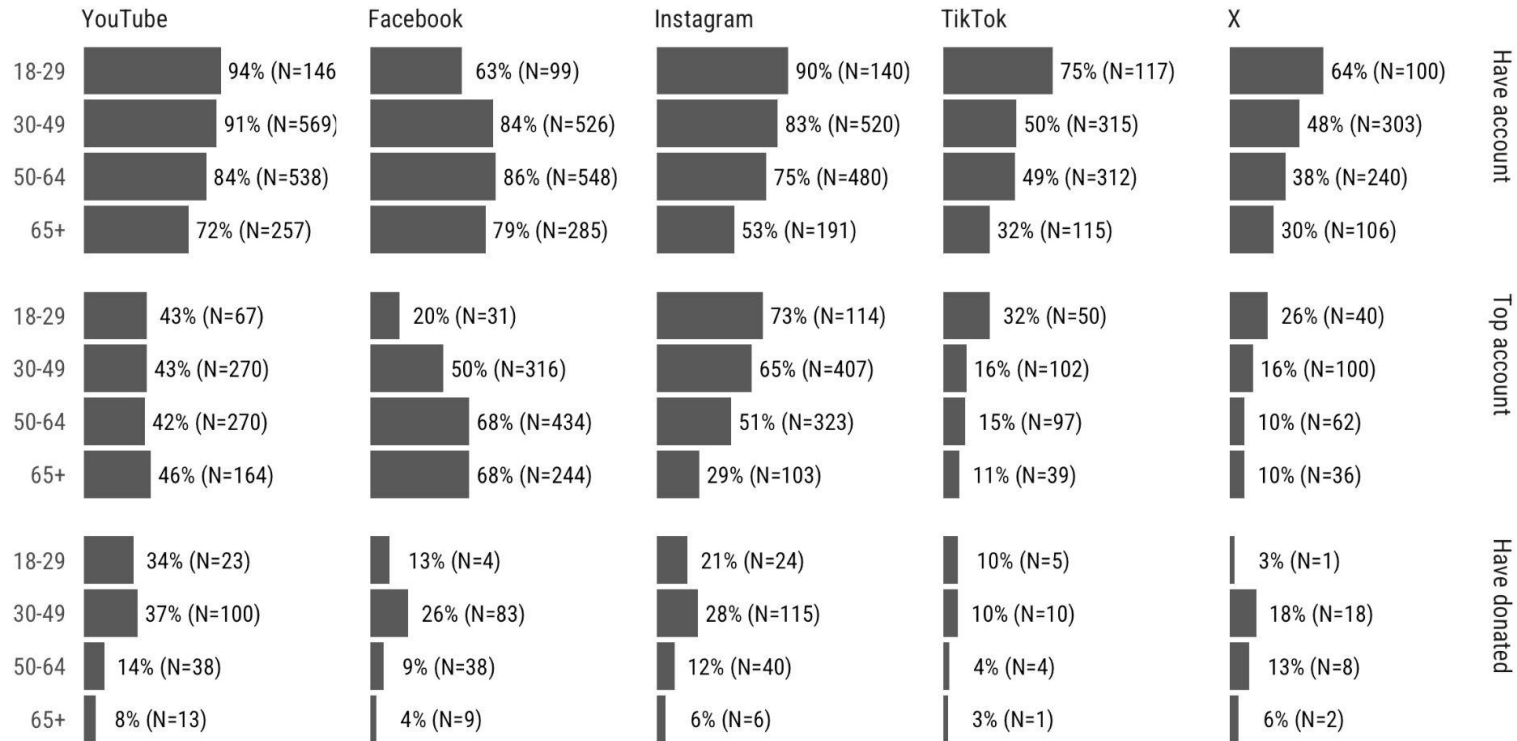 YouTube Facebook Instagram TikTok X
18-29 94% (N=146 63% (N=99) 90% (N=140) 75% (N=117) 64% (N=100)
30-49 91% (N=569) 84% (N=526) 83% (N=520) 50% (N=315) 48% (N=303)
50-64 84% (N=538) 86% (N=548) 75% (N=480) 49% (N=312) 38% (N=240)
65+ 72% (N=257) 79% (N=285) 53% (N=191) 32% (N=115) 30% (N=106)
Have account
18-29 43% (N=67) 20% (N=31) 73% (N=114) 32% (N=50) 26% (N=40)
30-49 43% (N=270) 50% (N=316) 65% (N=407) 16% (N=102) 16% (N=100)
50-64 42% (N=270) 68% (N=434) 51% (N=323) 15% (N=97) 10% (N=62)
65+ 46% (N=164) 68% (N=244) 29% (N=103) 11% (N=39) 10% (N=36)
Top account
18-29 34% (N=23) 13% (N=4) 21% (N=24) 10% (N=5) 3% (N=1)
30-49 37% (N=100) 26% (N=83) 28% (N=115) 10% (N=10) 18% (N=18)
50-64 14% (N=38) 9% (N=38) 12% (N=40) 4% (N=4) 13% (N=8)
65+ 8% (N=13) 4% (N=9) 6% (N=6) 3% (N=1) 6% (N=2)
Have donated